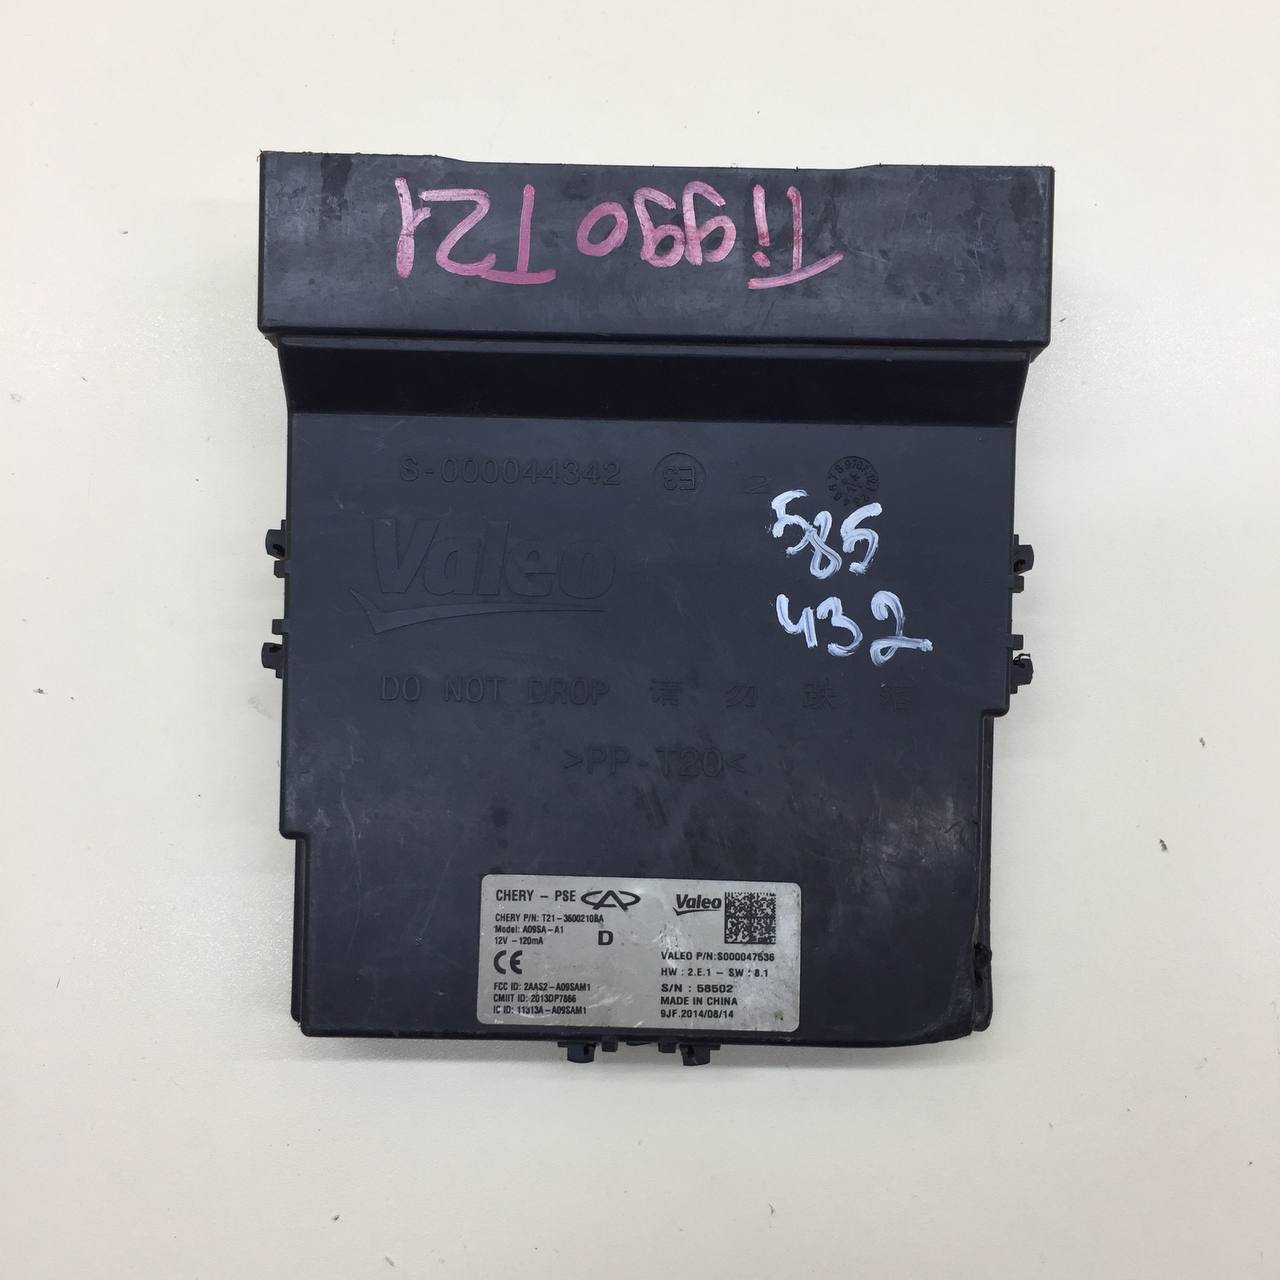 Tiggo T21
S-000044342 E3 2
585
432
Valeo
DO NOT DROP 请 勿 跌 落
>PP-T20<
CHERY - PSE
CHERY P/N: T21-3600210BA
Model: A09SA-A1
12V - 120mA
D
CE
FCC ID: 2AAS2-A09SAM1
CMIIT ID: 2013DP7866
IC ID: 11313A-A09SAM1
Valeo
VALEO P/N:S000047536
HW : 2.E.1 - SW : 8.1
S/N : 58502
MADE IN CHINA
9JF.2014/08/14